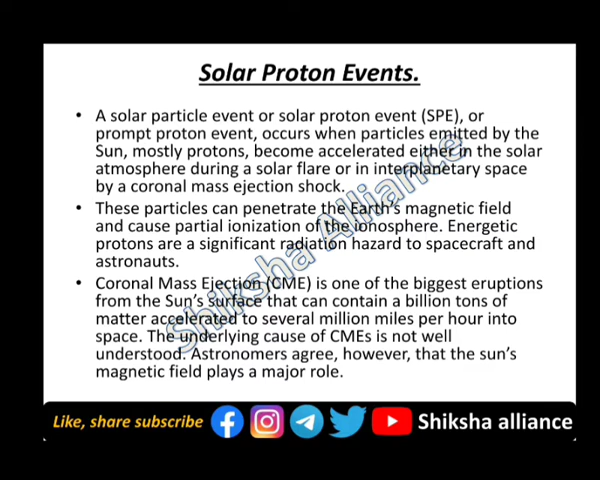 Solar Proton Events.
• A solar particle event or solar proton event (SPE), or
prompt proton event, occurs when particles emitted by the
Sun, mostly protons, become accelerated either in the solar
atmosphere during a solar flare or in interplanetary space
by a coronal mass ejection shock.
• These particles can penetrate the Earth's magnetic field
and cause partial ionization of the ionosphere. Energetic
protons are a significant radiation hazard to spacecraft and
astronauts.
• Coronal Mass Ejection (CME) is one of the biggest eruptions
from the Sun's surface that can contain a billion tons of
matter accelerated to several million miles per hour into
space. The underlying cause of CMEs is not well
understood. Astronomers agree, however, that the sun's
magnetic field plays a major role.
Shiksha Alliance
Like, share subscribe Shiksha alliance